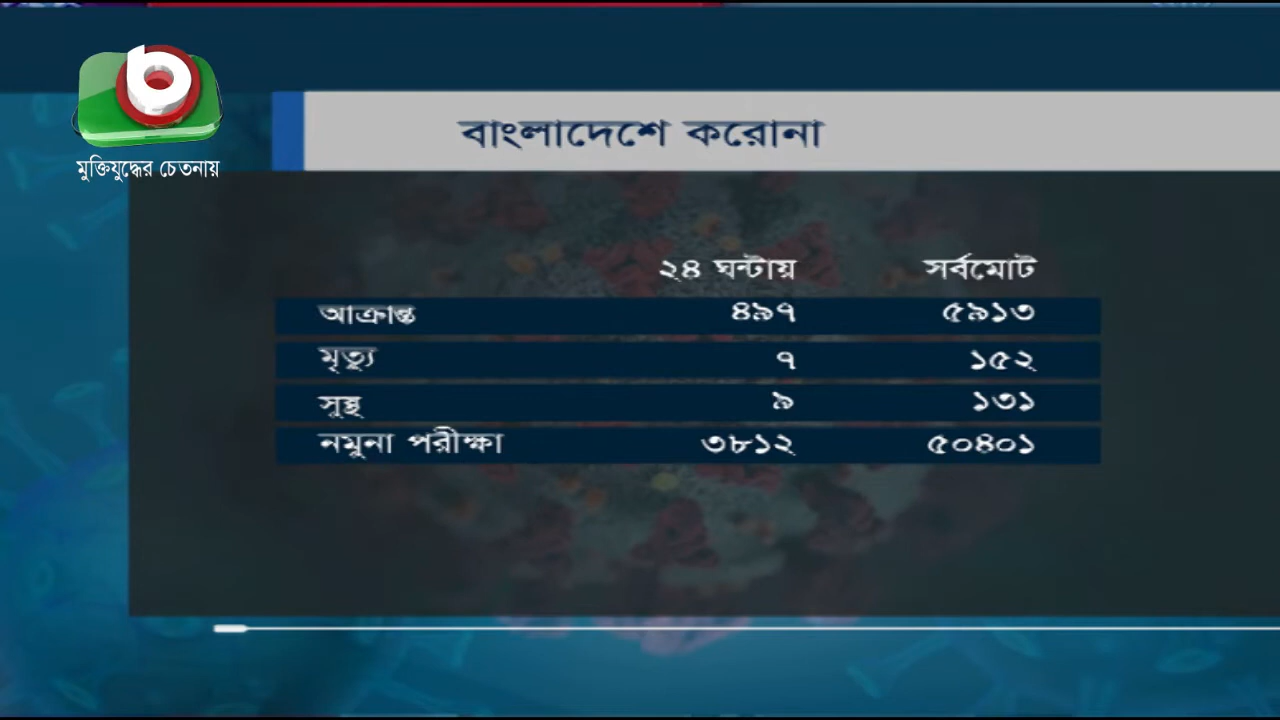 মুক্তিযুদ্ধের চেতনায়
বাংলাদেশে করোনা
২৪ ঘন্টায় সর্বমোট
আক্রান্ত ৪৯৭ ৫৯১৩
মৃত্যু ৭ ১৫২
সুস্থ ৯ ১৩১
নমুনা পরীক্ষা ৩৮১২ ৫০৪০১